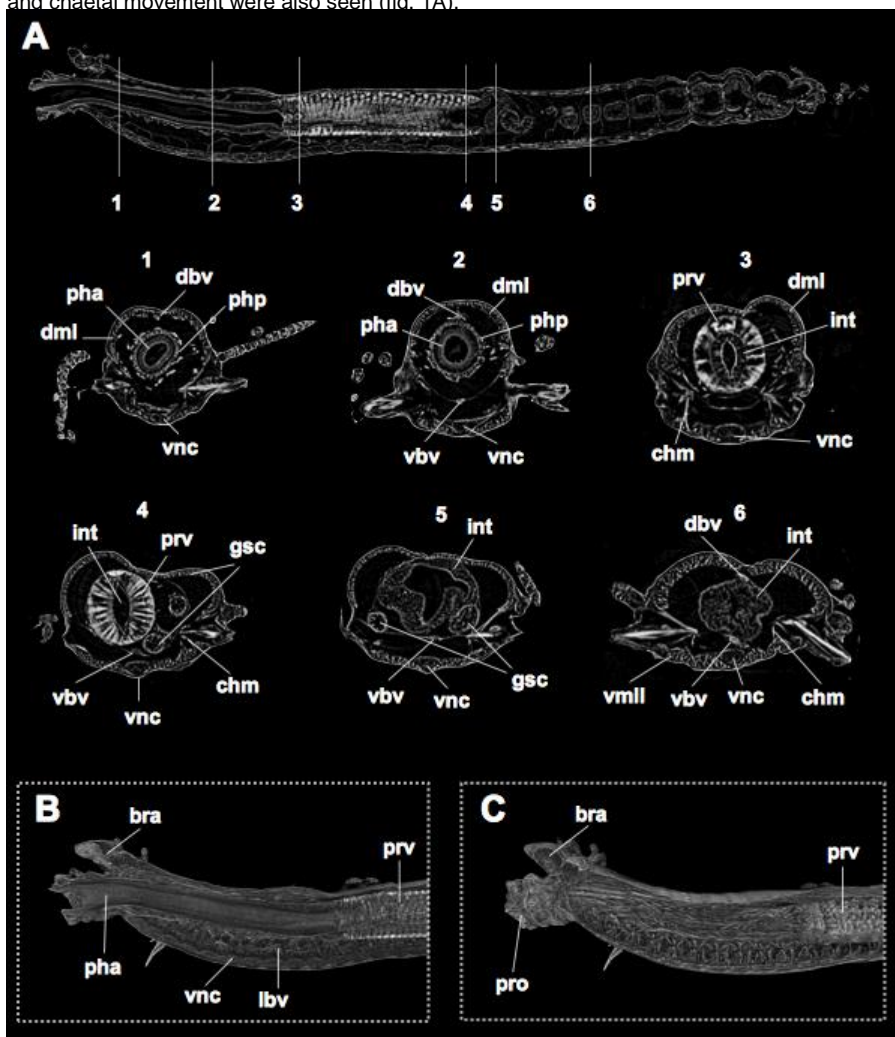 and chaetal movement were also seen (fig. 1A).
A
1 2 3 4 5 6
1 2 3
dbv dbv dml prv dml
pha php pha php int
dml
vnc vbv vnc chm vnc
4 5 6
int prv gsc int dbv int
vbv vnc chm vbv vnc gsc vmll vbv vnc chm
B C
bra bra
prv prv
pha pro
vnc lbv